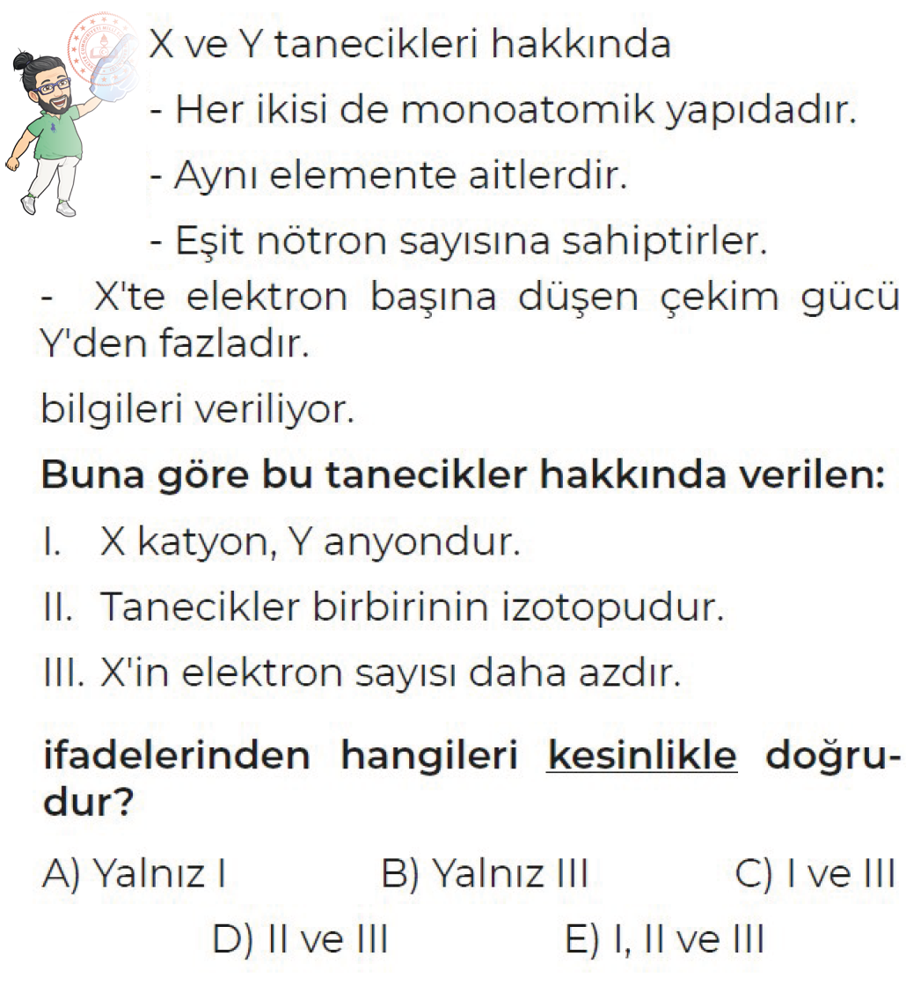 X ve Y tanecikleri hakkında
- Her ikisi de monoatomik yapıdadır.
- Aynı elemente aitlerdir.
- Eşit nötron sayısına sahiptirler.
- X'te elektron başına düşen çekim gücü
Y'den fazladır.
bilgileri veriliyor.
Buna göre bu tanecikler hakkında verilen:
I. X katyon, Y anyondur.
II. Tanecikler birbirinin izotopudur.
III. X'in elektron sayısı daha azdır.
ifadelerinden hangileri kesinlikle doğru-
dur?
A) Yalnız I B) Yalnız III C) I ve III
D) II ve III E) I, II ve III